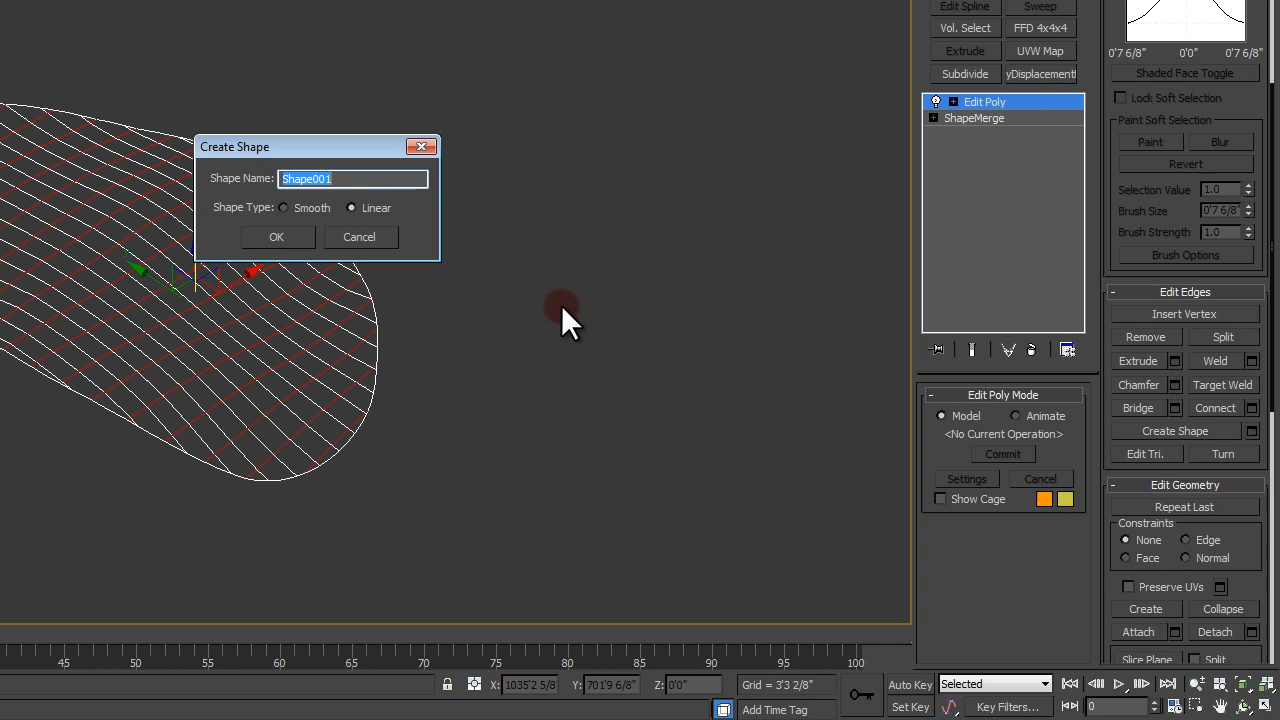 Edit Spline Sweep
Vol. Select FFD 4x4x4
Extrude UVW Map
Subdivide yDisplacementl
Edit Poly
ShapeMerge
Create Shape
Shape Name: Shape001
Shape Type: Smooth Linear
OK Cancel
Edit Poly Mode
Model Animate
<No Current Operation>
Commit
Settings Cancel
Show Cage
0'7 6/8" 0'0" 0'7 6/8"
Shaded Face Toggle
Lock Soft Selection
Paint Soft Selection
Paint Blur
Revert
Selection Value 1.0
Brush Size 0'7 6/8"
Brush Strength 1.0
Brush Options
- Edit Edges
Insert Vertex
Remove Split
Extrude Weld
Chamfer Target Weld
Bridge Connect
Create Shape
Edit Tri. Turn
- Edit Geometry
Repeat Last
Constraints
None Edge
Face Normal
Preserve UVs
Create Collapse
Attach Detach
Slice Plane Split
45 50 55 60 65 70 75 80 85 90 95 100
X: 1035'2 5/8 Y: 701'9 6/8" Z: 0'0" Grid = 3'3 2/8" Auto Key Selected
Add Time Tag Set Key Key Filters... 0